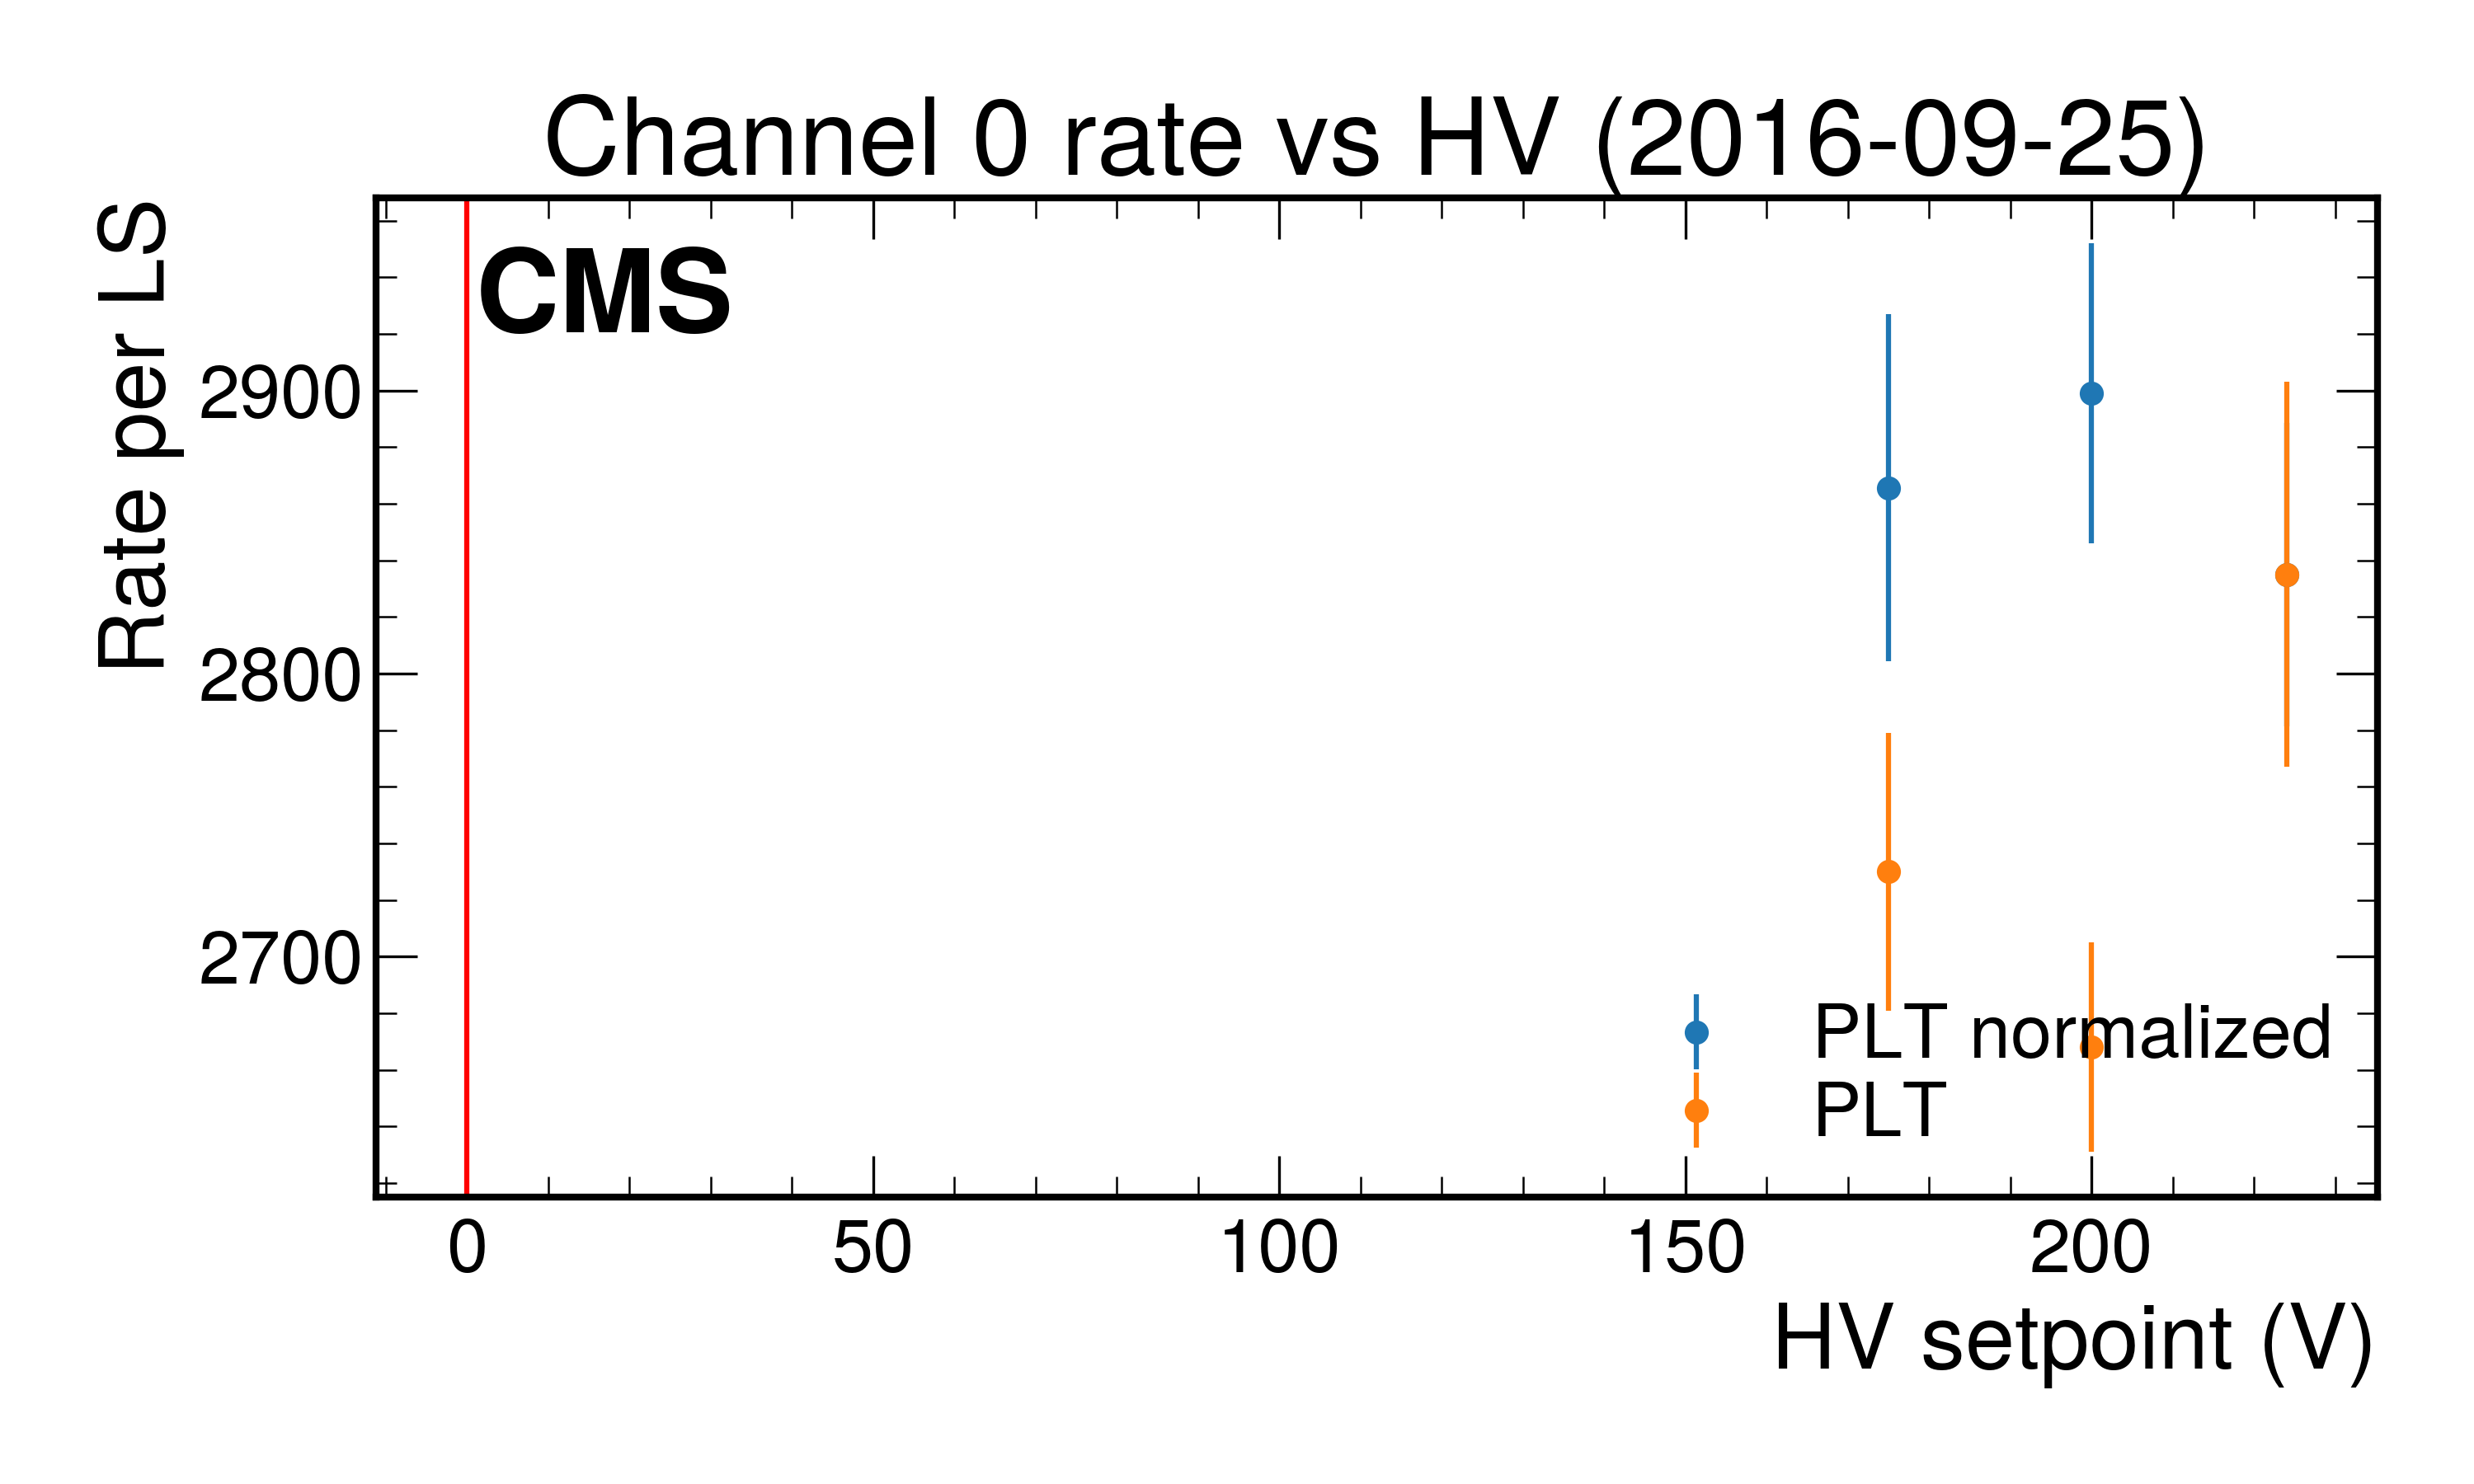 Channel 0 rate vs HV (2016-09-25)
CMS
Rate per LS
2900
2800
2700
PLT normalized
PLT
0 50 100 150 200
HV setpoint (V)